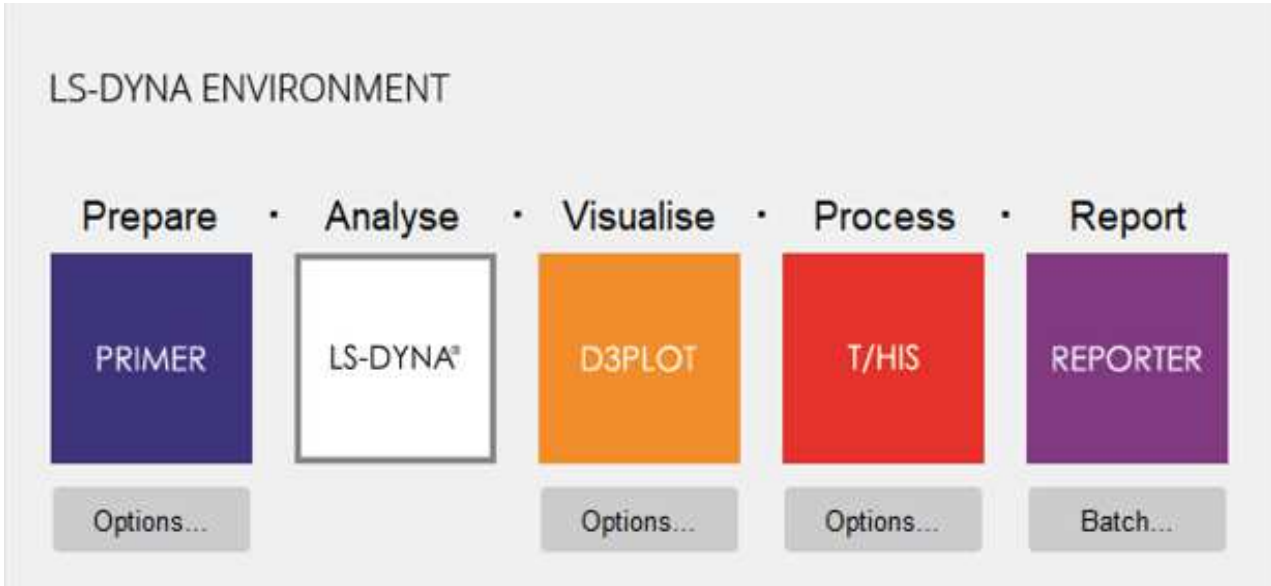 LS-DYNA ENVIRONMENT
Prepare · Analyse · Visualise · Process · Report
PRIMER LS-DYNA® D3PLOT T/HIS REPORTER
Options... Options... Options... Batch...